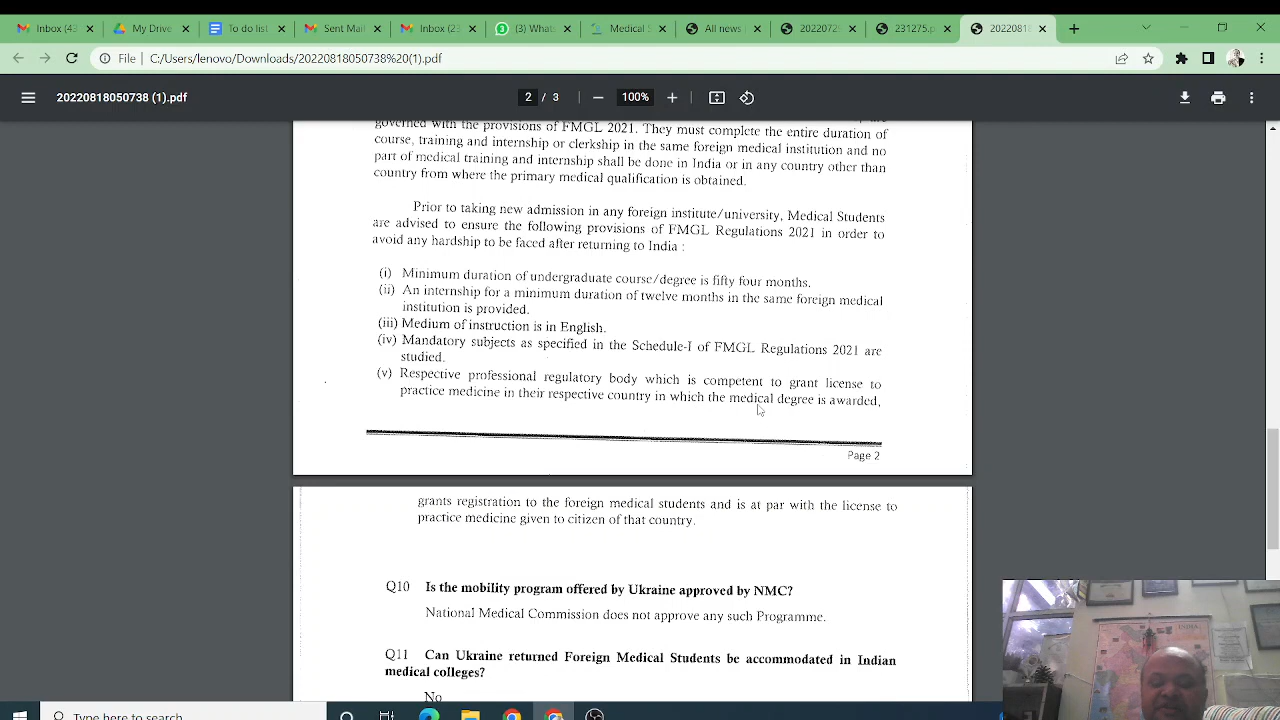 Inbox (43
My Drive
To do list
Sent Mail
Inbox (23
(3) What
Medical S
All news
2022072
231275.p
20220818
File
C:/Users/lenovo/Downloads/20220818050738%20(1).pdf
20220818050738 (1).pdf
2 / 3
100%
governed with the provisions of FMGL 2021. They must complete the entire duration of
course, training and internship or clerkship in the same foreign medical institution and no
part of medical training and internship shall be done in India or in any country other than
country from where the primary medical qualification is obtained.
Prior to taking new admission in any foreign institute/university, Medical Students
are advised to ensure the following provisions of FMGL Regulations 2021 in order to
avoid any hardship to be faced after returning to India :
(i) Minimum duration of undergraduate course/degree is fifty four months.
(ii) An internship for a minimum duration of twelve months in the same foreign medical
institution is provided.
(iii) Medium of instruction is in English.
(iv) Mandatory subjects as specified in the Schedule-I of FMGL Regulations 2021 are
studied.
(v) Respective professional regulatory body which is competent to grant license to
practice medicine in their respective country in which the medical degree is awarded,
Page 2
grants registration to the foreign medical students and is at par with the license to
practice medicine given to citizen of that country.
Q10 Is the mobility program offered by Ukraine approved by NMC?
National Medical Commission does not approve any such Programme.
Q11 Can Ukraine returned Foreign Medical Students be accommodated in Indian
medical colleges?
No
Type here to search
INDIA